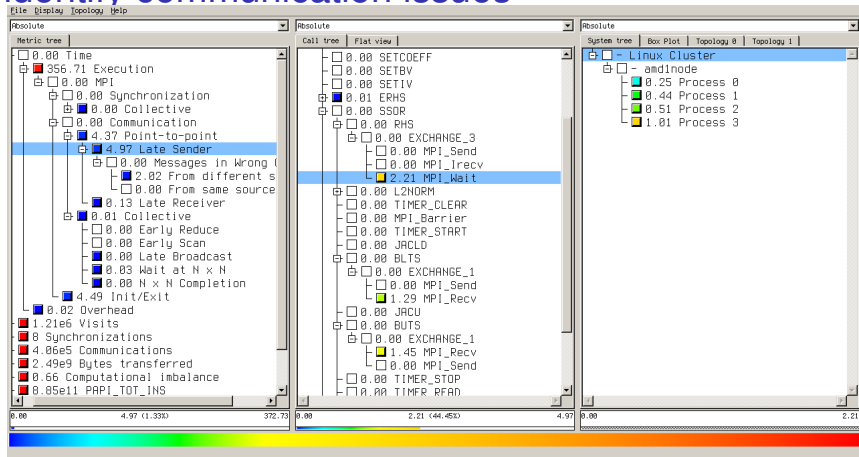 identify communication issues
File Display Topology Help
Absolute
Absolute
Absolute
Metric tree
Call tree
Flat view
System tree
Box Plot
Topology 0
Topology 1
0.00 Time
356.71 Execution
0.00 MPI
0.00 Synchronization
0.00 Collective
0.00 Communication
4.37 Point-to-point
4.97 Late Sender
0.00 Messages in Wrong (
2.02 From different s
0.00 From same source
0.13 Late Receiver
0.01 Collective
0.00 Early Reduce
0.00 Early Scan
0.00 Late Broadcast
0.03 Wait at N x N
0.00 N x N Completion
4.49 Init/Exit
0.02 Overhead
1.21e6 Visits
8 Synchronizations
4.06e5 Communications
2.49e9 Bytes transferred
0.66 Computational imbalance
8.85e11 PAPI_TOT_INS
0.00 4.97 (1.33%) 372.73
0.00 SETCOEFF
0.00 SETBV
0.00 SETIV
0.01 ERHS
0.00 SSOR
0.00 RHS
0.00 EXCHANGE_3
0.00 MPI_Send
0.00 MPI_Irecv
2.21 MPI_Wait
0.00 L2NORM
0.00 TIMER_CLEAR
0.00 MPI_Barrier
0.00 TIMER_START
0.00 JACLD
0.00 BLTS
0.00 EXCHANGE_1
0.00 MPI_Send
1.29 MPI_Recv
0.00 JACU
0.00 BUTS
0.00 EXCHANGE_1
1.45 MPI_Recv
0.00 MPI_Send
0.00 TIMER_STOP
0.00 TIMER_READ
0.00 2.21 (44.45%) 4.97
- Linux Cluster
- amd1node
0.25 Process 0
0.44 Process 1
0.51 Process 2
1.01 Process 3
0.00 2.21